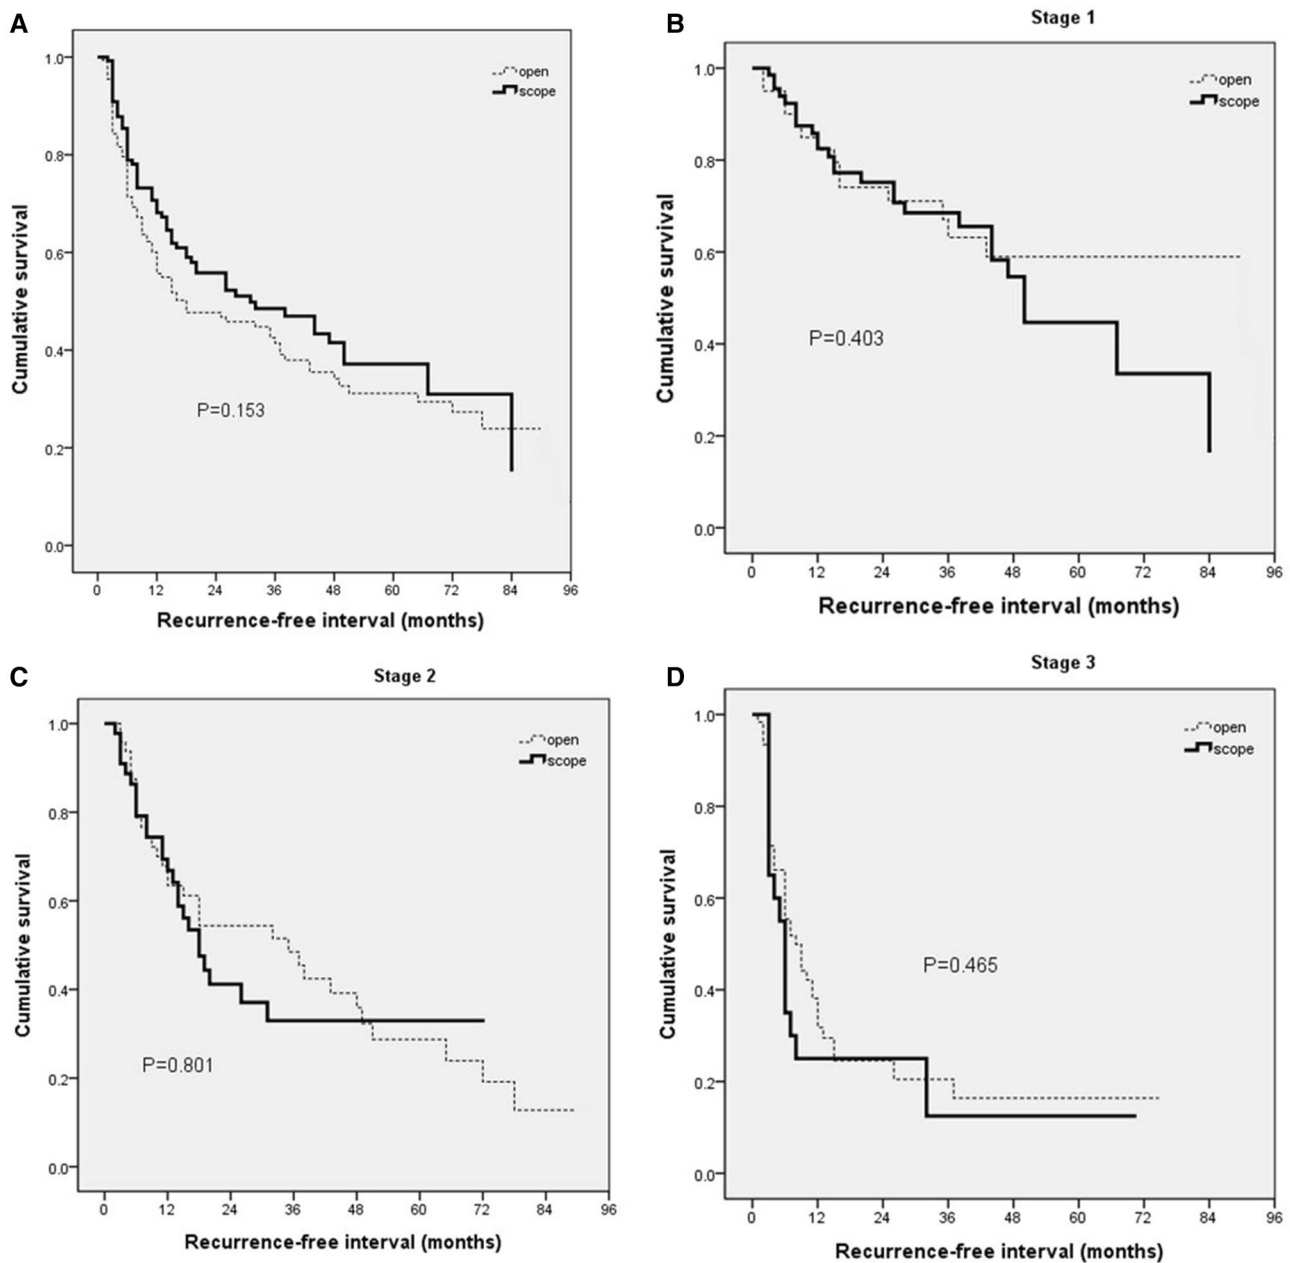 A
1.0
0.8
0.6
0.4
0.2
0.0
Cumulative survival
open
scope
P=0.153
0 12 24 36 48 60 72 84 96
Recurrence-free interval (months)
B
Stage 1
1.0
0.8
0.6
0.4
0.2
0.0
Cumulative survival
open
scope
P=0.403
0 12 24 36 48 60 72 84 96
Recurrence-free interval (months)
C
Stage 2
1.0
0.8
0.6
0.4
0.2
0.0
Cumulative survival
open
scope
P=0.801
0 12 24 36 48 60 72 84 96
Recurrence-free interval (months)
D
Stage 3
1.0
0.8
0.6
0.4
0.2
0.0
Cumulative survival
open
scope
P=0.465
0 12 24 36 48 60 72 84 96
Recurrence-free interval (months)